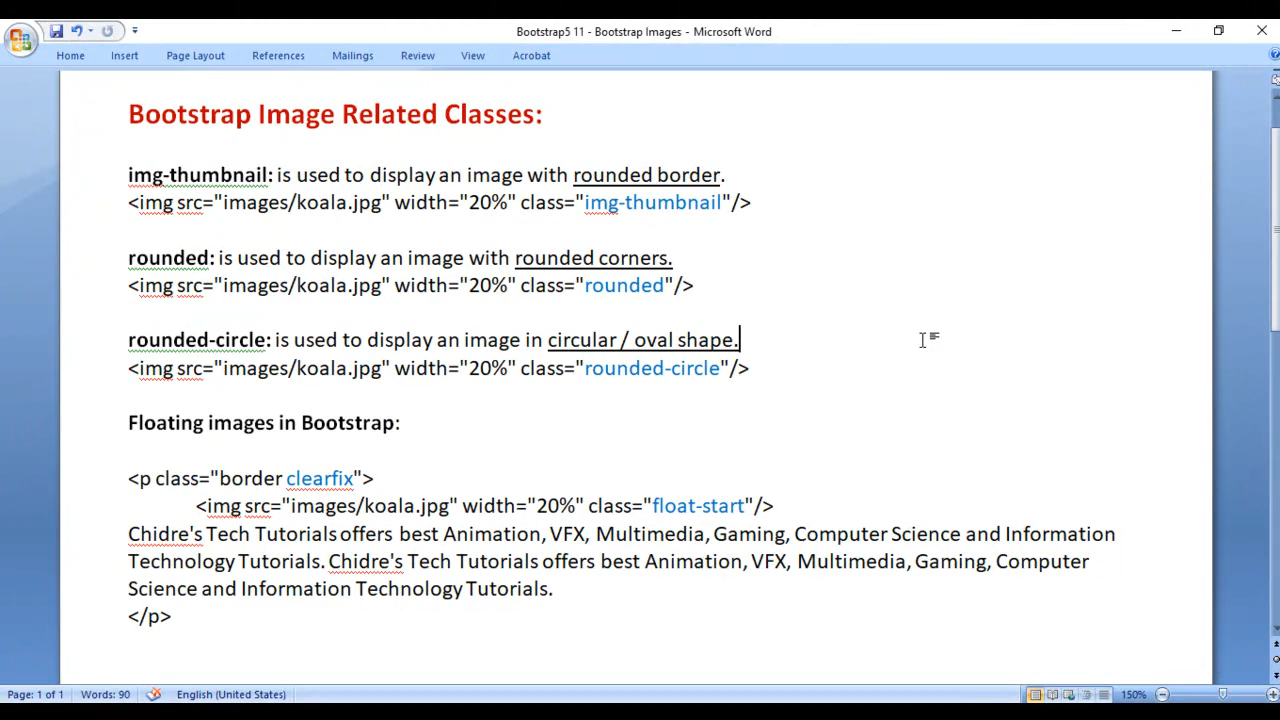 Bootstrap5 11 - Bootstrap Images - Microsoft Word
Home Insert Page Layout References Mailings Review View Acrobat
Bootstrap Image Related Classes:
img-thumbnail: is used to display an image with rounded border.
<img src="images/koala.jpg" width="20%" class="img-thumbnail"/>
rounded: is used to display an image with rounded corners.
<img src="images/koala.jpg" width="20%" class="rounded"/>
rounded-circle: is used to display an image in circular / oval shape.
<img src="images/koala.jpg" width="20%" class="rounded-circle"/>
Floating images in Bootstrap:
<p class="border clearfix">
<img src="images/koala.jpg" width="20%" class="float-start"/>
Chidre's Tech Tutorials offers best Animation, VFX, Multimedia, Gaming, Computer Science and Information
Technology Tutorials. Chidre's Tech Tutorials offers best Animation, VFX, Multimedia, Gaming, Computer
Science and Information Technology Tutorials.
</p>
Page: 1 of 1 Words: 90 English (United States) 150%